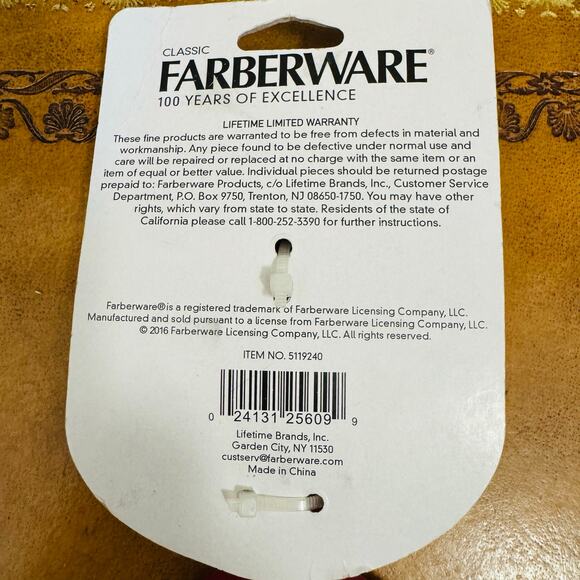 CLASSIC
FARBERWARE®
100 YEARS OF EXCELLENCE
LIFETIME LIMITED WARRANTY
These fine products are warranted to be free from defects in material and
workmanship. Any piece found to be defective under normal use and
care will be repaired or replaced at no charge with the same item or an
item of equal or better value. Individual pieces should be returned postage
prepaid to: Farberware Products, c/o Lifetime Brands, Inc., Customer Service
Department, P.O. Box 9750, Trenton, NJ 08650-1750. You may have other
rights, which vary from state to state. Residents of the state of
California please call 1-800-252-3390 for further instructions.
Farberware® is a registered trademark of Farberware Licensing Company, LLC.
Manufactured and sold pursuant to a license from Farberware Licensing Company, LLC.
© 2016 Farberware Licensing Company, LLC. All rights reserved.
ITEM NO. 5119240
0 24131 25609 9
Lifetime Brands, Inc.
Garden City, NY 11530
custserv@farberware.com
Made in China